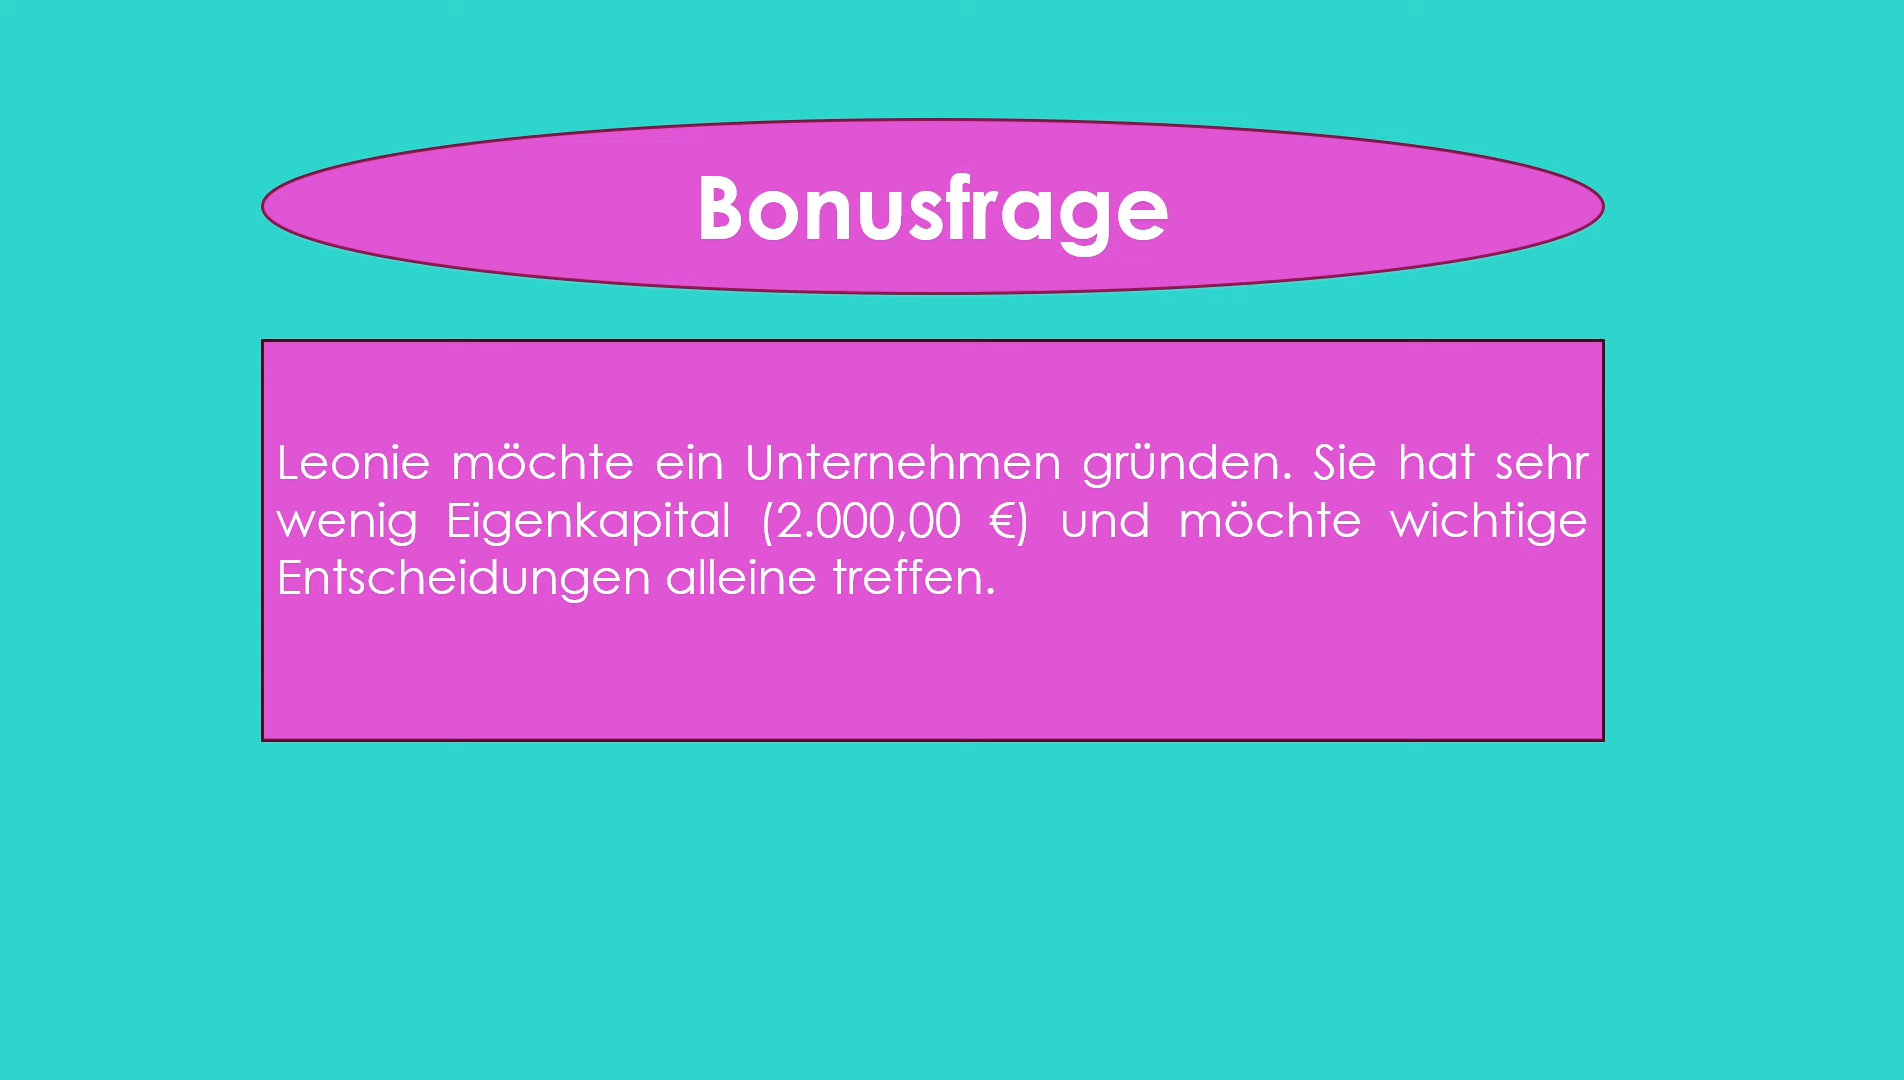 Bonusfrage
Leonie möchte ein Unternehmen gründen. Sie hat sehr
wenig Eigenkapital (2.000,00 €) und möchte wichtige
Entscheidungen alleine treffen.